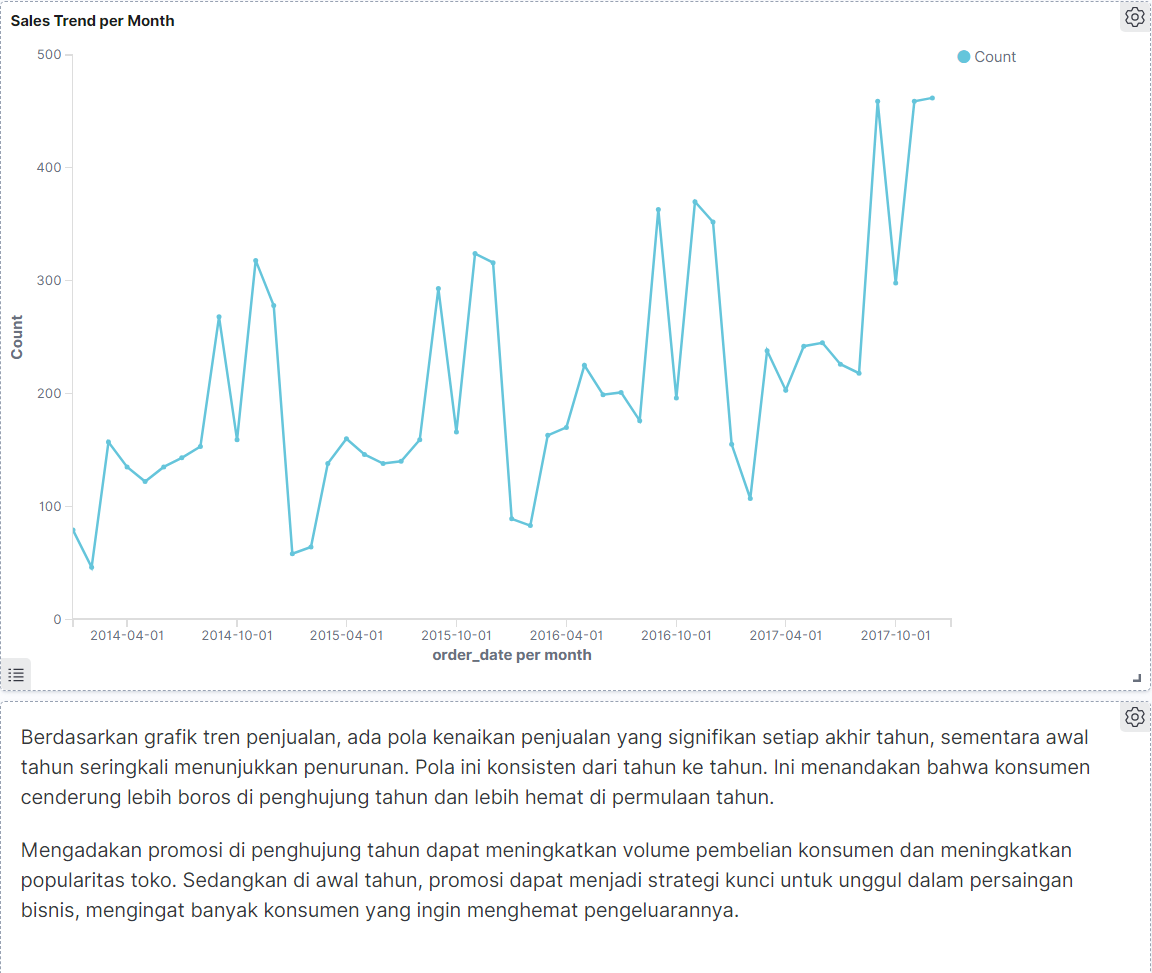 Sales Trend per Month
Count
500
400
300
200
100
0
Count
2014-04-01 2014-10-01 2015-04-01 2015-10-01 2016-04-01 2016-10-01 2017-04-01 2017-10-01
order_date per month
Berdasarkan grafik tren penjualan, ada pola kenaikan penjualan yang signifikan setiap akhir tahun, sementara awal
tahun seringkali menunjukkan penurunan. Pola ini konsisten dari tahun ke tahun. Ini menandakan bahwa konsumen
cenderung lebih boros di penghujung tahun dan lebih hemat di permulaan tahun.
Mengadakan promosi di penghujung tahun dapat meningkatkan volume pembelian konsumen dan meningkatkan
popularitas toko. Sedangkan di awal tahun, promosi dapat menjadi strategi kunci untuk unggul dalam persaingan
bisnis, mengingat banyak konsumen yang ingin menghemat pengeluarannya.